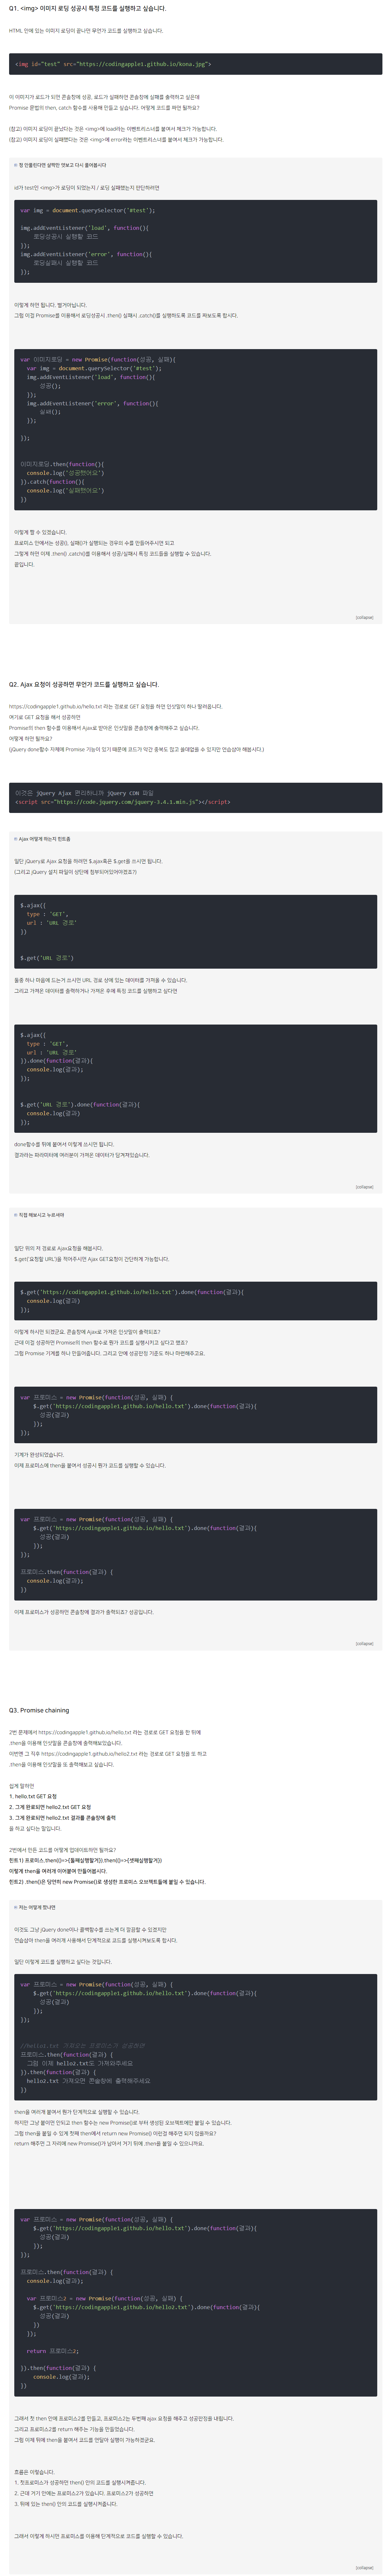 Q1. <img> 이미지 로딩 성공시 특정 코드를 실행하고 싶습니다.
HTML 안에 있는 이미지 로딩이 끝나면 무언가 코드를 실행하고 싶습니다.
<img id="test" src="https://codingapple1.github.io/kona.jpg">
이 이미지가 로드가 되면 콘솔창에 성공, 로드가 실패하면 콘솔창에 실패를 출력하고 싶은데
Promise 문법의 then, catch 함수를 사용해 만들고 싶습니다. 어떻게 코드를 짜면 될까요?
(참고) 이미지 로딩이 끝났다는 것은 <img>에 load라는 이벤트리스너를 붙여서 체크가 가능합니다.
(참고) 이미지 로딩이 실패했다는 것은 <img>에 error라는 이벤트리스너를 붙여서 체크가 가능합니다.
id가 test인 <img>가 로딩이 되었는지 / 로딩 실패했는지 판단하려면
var img = document.querySelector('#test');
img.addEventListener('load', function(){
로딩성공시 실행할 코드
});
img.addEventListener('error', function(){
로딩실패시 실행할 코드
});
이렇게 하면 됩니다. 별거아닙니다.
그럼 이걸 Promise를 이용해서 로딩성공시 .then() 실패시 .catch()를 실행하도록 코드를 짜보도록 합시다.
var 이미지로딩 = new Promise(function(성공, 실패){
var img = document.querySelector('#test');
img.addEventListener('load', function(){
성공();
});
img.addEventListener('error', function(){
실패();
});
});
이미지로딩.then(function(){
console.log('성공했어요')
}).catch(function(){
console.log('실패했어요')
})
이렇게 짤 수 있겠습니다.
프로미스 안에서는 성공(), 실패()가 실행되는 경우의 수를 만들어주시면 되고
그렇게 하면 이제 .then() .catch()를 이용해서 성공/실패시 특정 코드들을 실행할 수 있습니다.
끝입니다.
[collapse]
Q2. Ajax 요청이 성공하면 무언가 코드를 실행하고 싶습니다.
https://codingapple1.github.io/hello.txt 라는 경로로 GET 요청을 하면 인삿말이 하나 딸려옵니다.
여기로 GET 요청을 해서 성공하면
Promise의 then 함수를 이용해서 Ajax로 받아온 인삿말을 콘솔창에 출력해주고 싶습니다.
어떻게 하면 될까요?
(jQuery done함수 자체에 Promise 기능이 있기 때문에 코드가 약간 중복도 많고 쓸데없을 수 있지만 연습삼아 해봅시다.)
이것은 jQuery Ajax 편리하니까 jQuery CDN 파일
<script src="https://code.jquery.com/jquery-3.4.1.min.js"></script>
※ Ajax 어떻게 하는지 힌트좀
일단 jQuery로 Ajax 요청을 하려면 $.ajax혹은 $.get을 쓰시면 됩니다.
(그리고 jQuery 설치 파일이 상단에 첨부되어있어야겠죠?)
$.ajax({
type : 'GET',
url : 'URL 경로'
})
$.get('URL 경로')
둘중 하나 마음에 드는거 쓰시면 URL 경로 상에 있는 데이터를 가져올 수 있습니다.
그리고 가져온 데이터를 출력하거나 가져온 후에 특정 코드를 실행하고 싶다면
$.ajax({
type : 'GET',
url : 'URL 경로'
}).done(function(결과){
console.log(결과);
});
$.get('URL 경로').done(function(결과){
console.log(결과)
});
done함수를 뒤에 붙여서 이렇게 쓰시면 됩니다.
결과라는 파라미터에 여러분이 가져온 데이터가 담겨져있습니다.
[collapse]
※ 직접 해보시고 누르셔야
일단 위의 저 경로로 Ajax요청을 해봅시다.
$.get('요청할 URL')을 적어주시면 Ajax GET요청이 간단하게 가능합니다.
$.get('https://codingapple1.github.io/hello.txt').done(function(결과){
console.log(결과)
});
이렇게 하시면 되겠군요. 콘솔창에 Ajax로 가져온 인삿말이 출력되죠?
근데 이걸 성공하면 Promise의 then 함수로 뭔가 코드를 실행시키고 싶다고 했죠?
그럼 Promise 기계를 하나 만들어줍니다. 그리고 안에 성공판정 기준도 하나 마련해주고요.
var 프로미스 = new Promise(function(성공, 실패) {
$.get('https://codingapple1.github.io/hello.txt').done(function(결과){
성공(결과)
});
});
기계가 완성되었습니다.
이제 프로미스에 then을 붙여서 성공시 뭔가 코드를 실행할 수 있습니다.
var 프로미스 = new Promise(function(성공, 실패) {
$.get('https://codingapple1.github.io/hello.txt').done(function(결과){
성공(결과)
});
});
프로미스.then(function(결과) {
console.log(결과);
})
이제 프로미스가 성공하면 콘솔창에 결과가 출력되죠? 성공입니다.
[collapse]
Q3. Promise chaining
2번 문제에서 https://codingapple1.github.io/hello.txt 라는 경로로 GET 요청을 한 뒤에
.then을 이용해 인삿말을 콘솔창에 출력해보았습니다.
이번엔 그 직후 https://codingapple1.github.io/hello2.txt 라는 경로로 GET 요청을 또 하고
.then을 이용해 인삿말을 또 출력해보고 싶습니다.
쉽게 말하면
1. hello.txt GET 요청
2. 그게 완료되면 hello2.txt GET 요청
3. 그게 완료되면 hello2.txt 결과를 콘솔창에 출력
을 하고 싶다는 말입니다.
2번에서 만든 코드를 어떻게 업데이트하면 될까요?
힌트1) 프로미스.then(()=>{둘째실행할거}).then(()=>{셋째실행할거})
이렇게 then을 여러개 이어붙여 만들어봅시다.
힌트2) .then()은 당연히 new Promise()로 생성한 프로미스 오브젝트들에 붙일 수 있습니다.
※ 저는 어떻게 했냐면
이것도 그냥 jQuery done이나 콜백함수를 쓰는게 더 깔끔할 수 있겠지만
연습삼아 then을 여러개 사용해서 단계적으로 코드를 실행시켜보도록 합시다.
일단 이렇게 코드를 실행하고 싶다는 것입니다.
var 프로미스 = new Promise(function(성공, 실패) {
$.get('https://codingapple1.github.io/hello.txt').done(function(결과){
성공(결과)
});
});
프로미스.then(function(결과) {
그럼 이제 hello2.txt도 가져와주세요
}).then(function(결과) {
hello2.txt 가져오면 콘솔창에 출력해주세요
})
then을 여러개 붙여서 뭔가 단계적으로 실행할 수 있습니다.
하지만 그냥 붙이면 안되고 then 함수는 new Promise()로 부터 생성된 오브젝트에만 붙일 수 있습니다.
그럼 then을 붙일 수 있게 첫째 then에서 return new Promise() 이런걸 해주면 되지 않을까요?
return 해주면 그 자리에 new Promise()가 남아서 거기 뒤에 .then을 붙일 수 있으니까요.
var 프로미스 = new Promise(function(성공, 실패) {
$.get('https://codingapple1.github.io/hello.txt').done(function(결과){
성공(결과)
});
});
프로미스.then(function(결과) {
console.log(결과);
var 프로미스2 = new Promise(function(성공, 실패) {
$.get('https://codingapple1.github.io/hello2.txt').done(function(결과){
성공(결과)
})
});
return 프로미스2;
}).then(function(결과) {
console.log(결과);
})
그래서 첫 then 안에 프로미스2를 만들고, 프로미스2는 두번째 ajax 요청을 해주고 성공판정을 내립니다.
그리고 프로미스2를 return 해주는 기능을 만들었습니다.
그럼 이제 뒤에 then을 붙여서 코드를 연달아 실행이 가능하겠군요.
흐름은 이렇습니다.
1. 첫프로미스가 성공하면 then() 안의 코드를 실행시켜줍니다.
2. 근데 거기 안에는 프로미스2가 있습니다. 프로미스2가 성공하면
3. 뒤에 있는 then() 안의 코드를 실행시켜줍니다.
그래서 이렇게 하시면 프로미스를 이용해 단계적으로 코드를 실행할 수 있습니다.
[collapse]